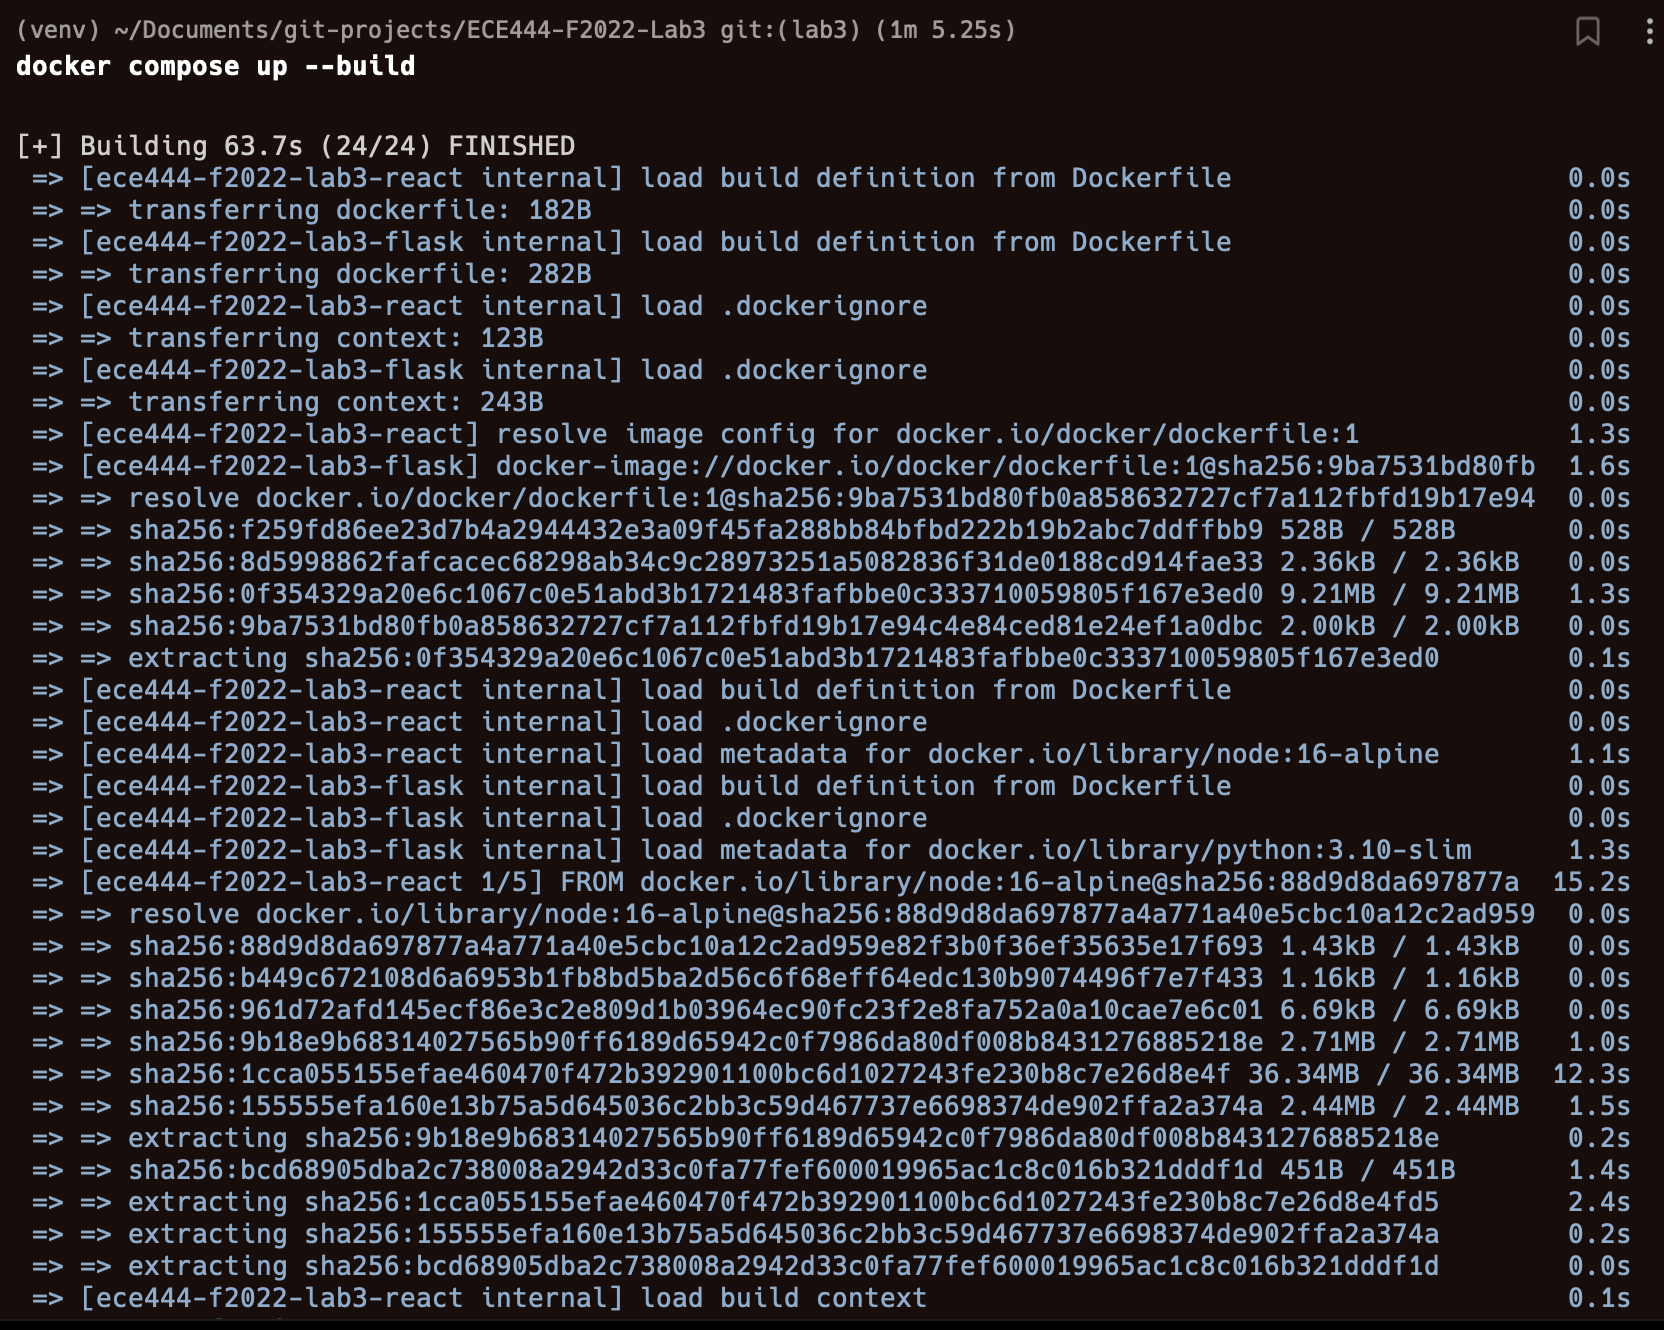 (venv) ~/Documents/git-projects/ECE444-F2022-Lab3 git:(lab3) (1m 5.25s)
docker compose up --build
[+] Building 63.7s (24/24) FINISHED
=> [ece444-f2022-lab3-react internal] load build definition from Dockerfile 0.0s
=> => transferring dockerfile: 182B 0.0s
=> [ece444-f2022-lab3-flask internal] load build definition from Dockerfile 0.0s
=> => transferring dockerfile: 282B 0.0s
=> [ece444-f2022-lab3-react internal] load .dockerignore 0.0s
=> => transferring context: 123B 0.0s
=> [ece444-f2022-lab3-flask internal] load .dockerignore 0.0s
=> => transferring context: 243B 0.0s
=> [ece444-f2022-lab3-react] resolve image config for docker.io/docker/dockerfile:1 1.3s
=> [ece444-f2022-lab3-flask] docker-image://docker.io/docker/dockerfile:1@sha256:9ba7531bd80fb 1.6s
=> => resolve docker.io/docker/dockerfile:1@sha256:9ba7531bd80fb0a858632727cf7a112fbfd19b17e94 0.0s
=> => sha256:f259fd86ee23d7b4a2944432e3a09f45fa288bb84bfbd222b19b2abc7ddffbb9 528B / 528B 0.0s
=> => sha256:8d5998862fafcacec68298ab34c9c28973251a5082836f31de0188cd914fae33 2.36kB / 2.36kB 0.0s
=> => sha256:0f354329a20e6c1067c0e51abd3b1721483fafbbe0c333710059805f167e3ed0 9.21MB / 9.21MB 1.3s
=> => sha256:9ba7531bd80fb0a858632727cf7a112fbfd19b17e94c4e84ced81e24ef1a0dbc 2.00kB / 2.00kB 0.0s
=> => extracting sha256:0f354329a20e6c1067c0e51abd3b1721483fafbbe0c333710059805f167e3ed0 0.1s
=> [ece444-f2022-lab3-react internal] load build definition from Dockerfile 0.0s
=> [ece444-f2022-lab3-react internal] load .dockerignore 0.0s
=> [ece444-f2022-lab3-react internal] load metadata for docker.io/library/node:16-alpine 1.1s
=> [ece444-f2022-lab3-flask internal] load build definition from Dockerfile 0.0s
=> [ece444-f2022-lab3-flask internal] load .dockerignore 0.0s
=> [ece444-f2022-lab3-flask internal] load metadata for docker.io/library/python:3.10-slim 1.3s
=> [ece444-f2022-lab3-react 1/5] FROM docker.io/library/node:16-alpine@sha256:88d9d8da697877a 15.2s
=> => resolve docker.io/library/node:16-alpine@sha256:88d9d8da697877a4a771a40e5cbc10a12c2ad959 0.0s
=> => sha256:88d9d8da697877a4a771a40e5cbc10a12c2ad959e82f3b0f36ef35635e17f693 1.43kB / 1.43kB 0.0s
=> => sha256:b449c672108d6a6953b1fb8bd5ba2d56c6f68eff64edc130b9074496f7e7f433 1.16kB / 1.16kB 0.0s
=> => sha256:961d72afd145ecf86e3c2e809d1b03964ec90fc23f2e8fa752a0a10cae7e6c01 6.69kB / 6.69kB 0.0s
=> => sha256:9b18e9b68314027565b90ff6189d65942c0f7986da80df008b8431276885218e 2.71MB / 2.71MB 1.0s
=> => sha256:1cca055155efae460470f472b392901100bc6d1027243fe230b8c7e26d8e4f 36.34MB / 36.34MB 12.3s
=> => sha256:155555efa160e13b75a5d645036c2bb3c59d467737e6698374de902ffa2a374a 2.44MB / 2.44MB 1.5s
=> => extracting sha256:9b18e9b68314027565b90ff6189d65942c0f7986da80df008b8431276885218e 0.2s
=> => sha256:bcd68905dba2c738008a2942d33c0fa77fef600019965ac1c8c016b321dddf1d 451B / 451B 1.4s
=> => extracting sha256:1cca055155efae460470f472b392901100bc6d1027243fe230b8c7e26d8e4fd5 2.4s
=> => extracting sha256:155555efa160e13b75a5d645036c2bb3c59d467737e6698374de902ffa2a374a 0.2s
=> => extracting sha256:bcd68905dba2c738008a2942d33c0fa77fef600019965ac1c8c016b321dddf1d 0.0s
=> [ece444-f2022-lab3-react internal] load build context 0.1s